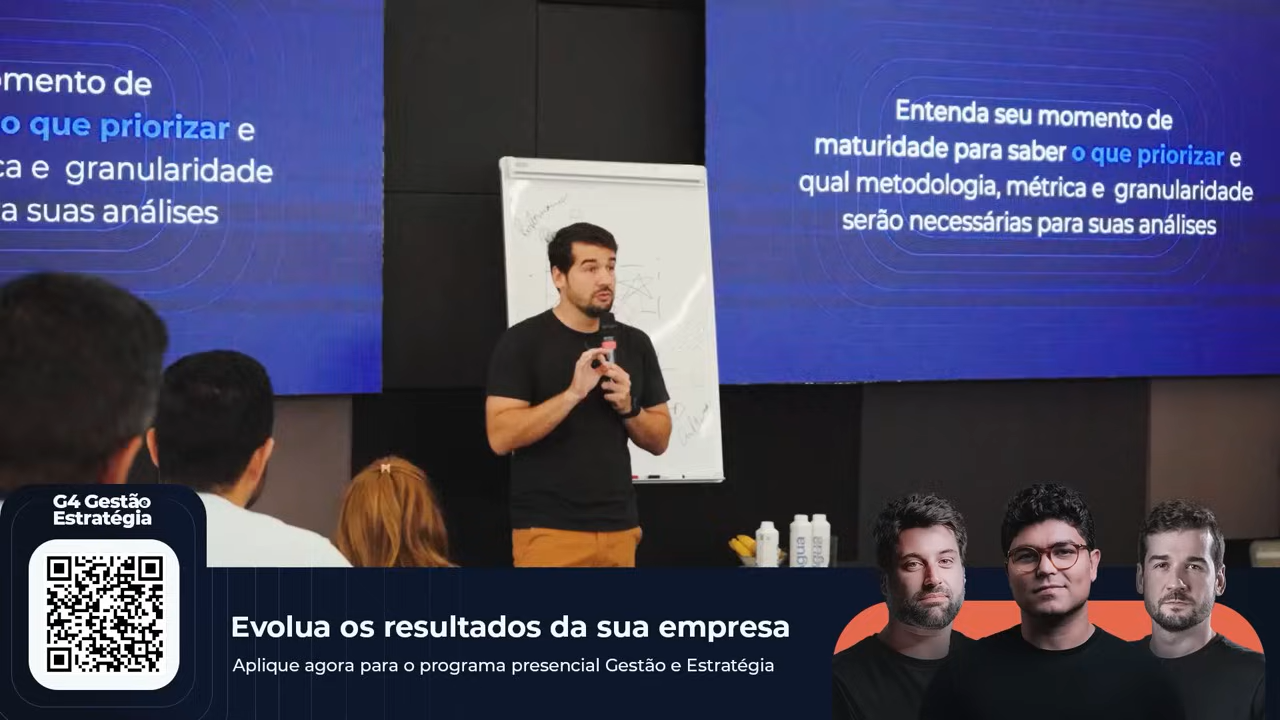 omento de
o que priorizar e
ca e granularidade
a suas análises
Entenda seu momento de
maturidade para saber o que priorizar e
qual metodologia, métrica e granularidade
serão necessárias para suas análises
G4 Gestão
Estratégia
Evolua os resultados da sua empresa
Aplique agora para o programa presencial Gestão e Estratégia